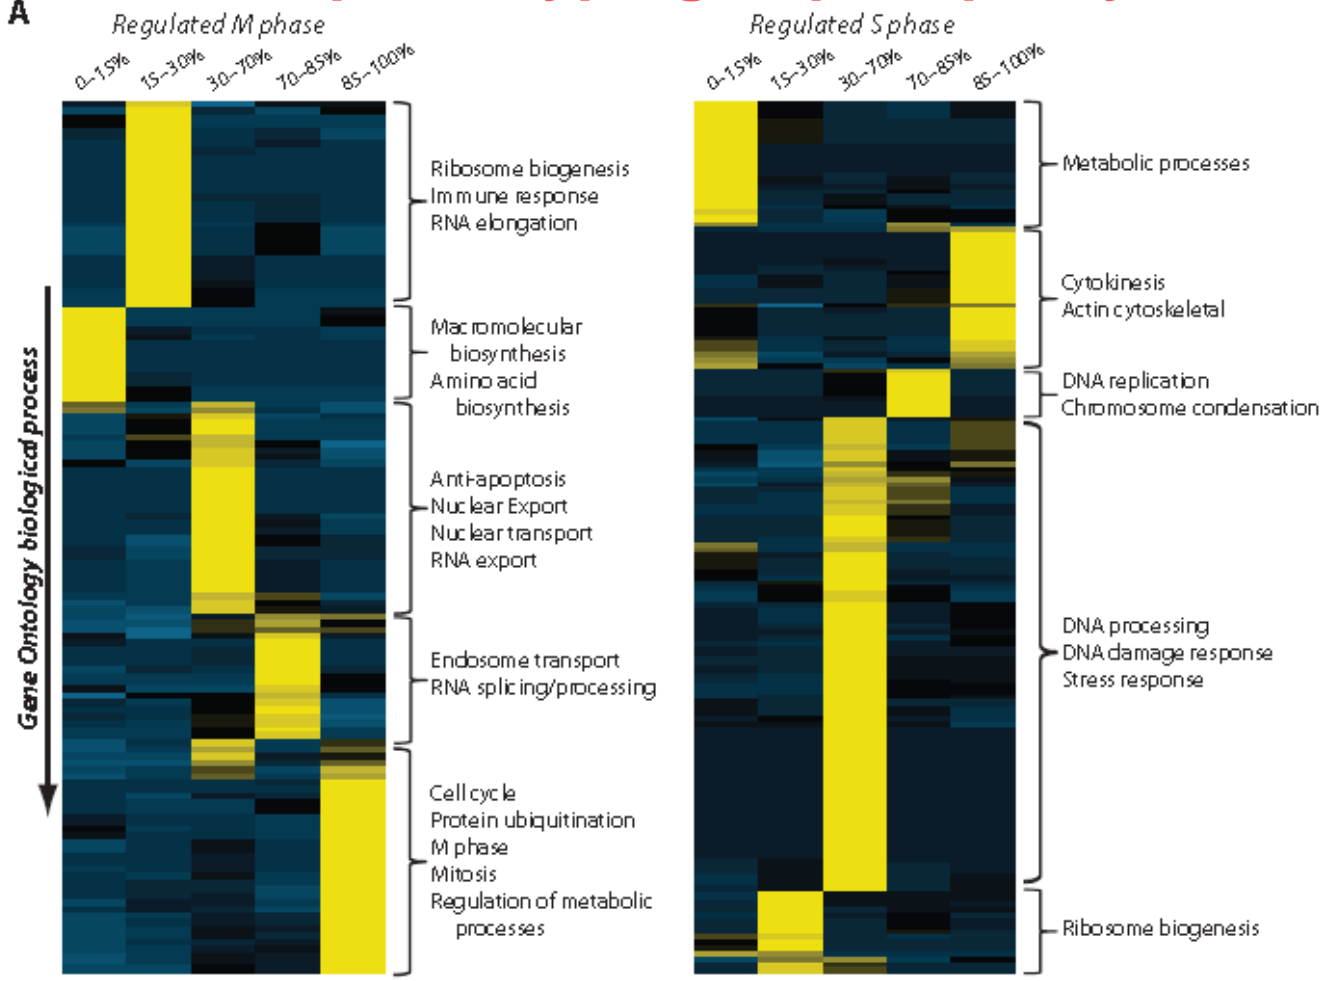 A
Regulated M phase
0–15%
15–30%
30–70%
70–85%
85–100%
Ribosome biogenesis
Immune response
RNA elongation
Macromolecular
biosynthesis
Amino acid
biosynthesis
Anti-apoptosis
Nuclear Export
Nuclear transport
RNA export
Endosome transport
RNA splicing/processing
Cell cycle
Protein ubiquitination
M phase
Mitosis
Regulation of metabolic
processes
Gene Ontology biological process
Regulated S phase
0–15%
15–30%
30–70%
70–85%
85–100%
Metabolic processes
Cytokinesis
Actin cytoskeletal
DNA replication
Chromosome condensation
DNA processing
DNA damage response
Stress response
Ribosome biogenesis